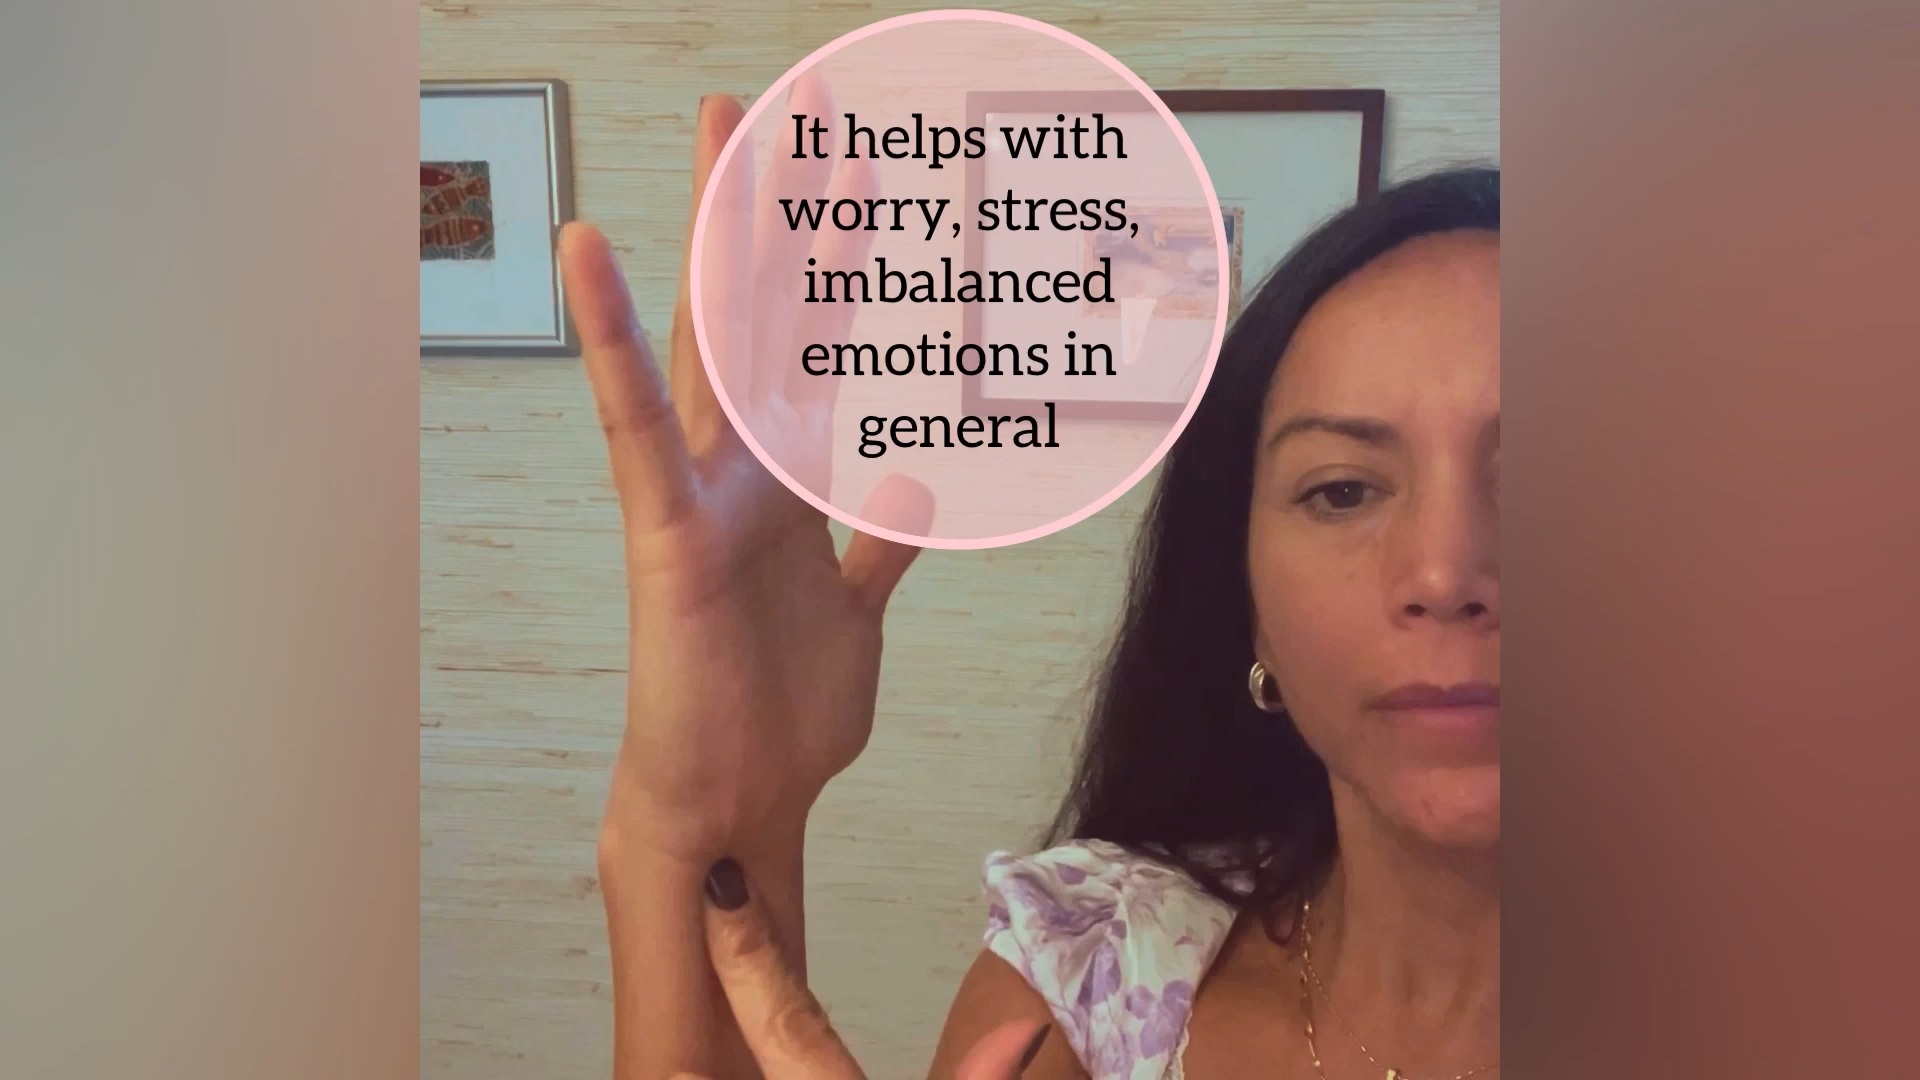 It helps with
worry, stress,
imbalanced
emotions in
general